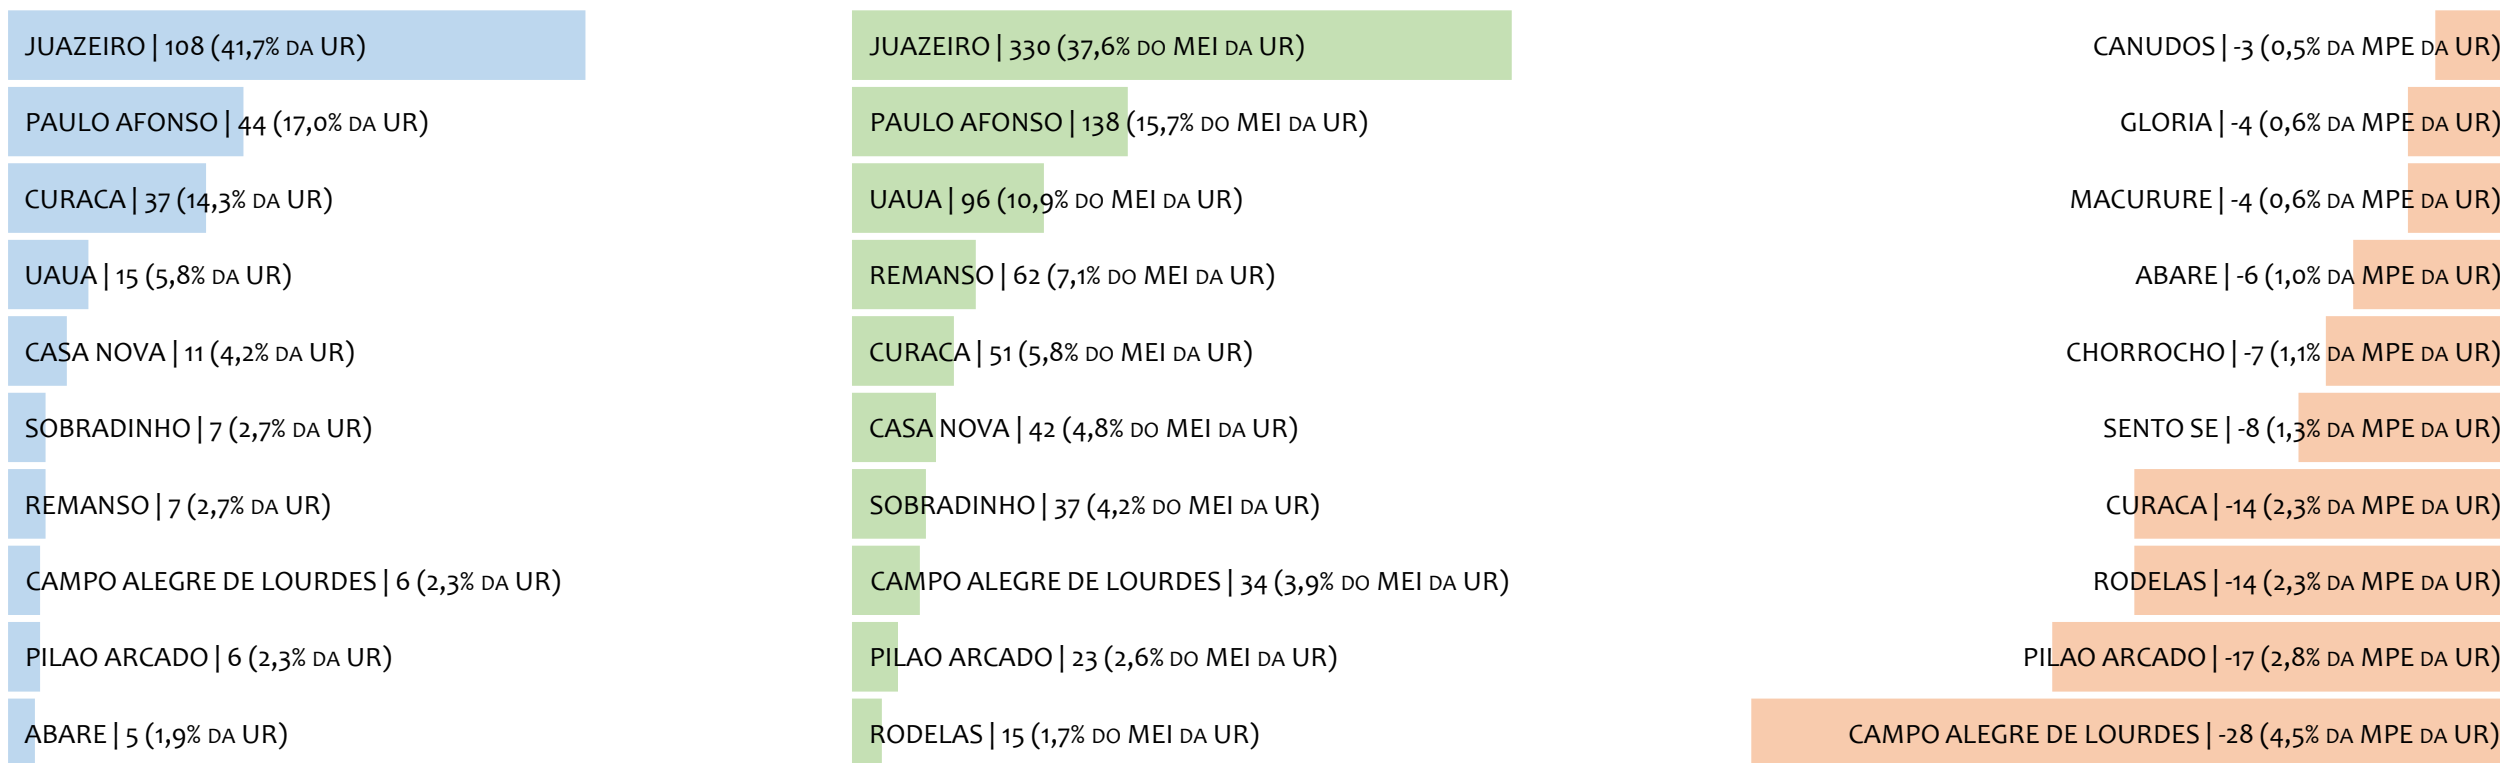 JUAZEIRO | 108 (41,7% DA UR)
PAULO AFONSO | 44 (17,0% DA UR)
CURACA | 37 (14,3% DA UR)
UAUA | 15 (5,8% DA UR)
CASA NOVA | 11 (4,2% DA UR)
SOBRADINHO | 7 (2,7% DA UR)
REMANSO | 7 (2,7% DA UR)
CAMPO ALEGRE DE LOURDES | 6 (2,3% DA UR)
PILAO ARCADO | 6 (2,3% DA UR)
ABARE | 5 (1,9% DA UR)
JUAZEIRO | 330 (37,6% DO MEI DA UR)
PAULO AFONSO | 138 (15,7% DO MEI DA UR)
UAUA | 96 (10,9% DO MEI DA UR)
REMANSO | 62 (7,1% DO MEI DA UR)
CURACA | 51 (5,8% DO MEI DA UR)
CASA NOVA | 42 (4,8% DO MEI DA UR)
SOBRADINHO | 37 (4,2% DO MEI DA UR)
CAMPO ALEGRE DE LOURDES | 34 (3,9% DO MEI DA UR)
PILAO ARCADO | 23 (2,6% DO MEI DA UR)
RODELAS | 15 (1,7% DO MEI DA UR)
CANUDOS | -3 (0,5% DA MPE DA UR)
GLORIA | -4 (0,6% DA MPE DA UR)
MACURURE | -4 (0,6% DA MPE DA UR)
ABARE | -6 (1,0% DA MPE DA UR)
CHORROCHO | -7 (1,1% DA MPE DA UR)
SENTO SE | -8 (1,3% DA MPE DA UR)
CURACA | -14 (2,3% DA MPE DA UR)
RODELAS | -14 (2,3% DA MPE DA UR)
PILAO ARCADO | -17 (2,8% DA MPE DA UR)
CAMPO ALEGRE DE LOURDES | -28 (4,5% DA MPE DA UR)